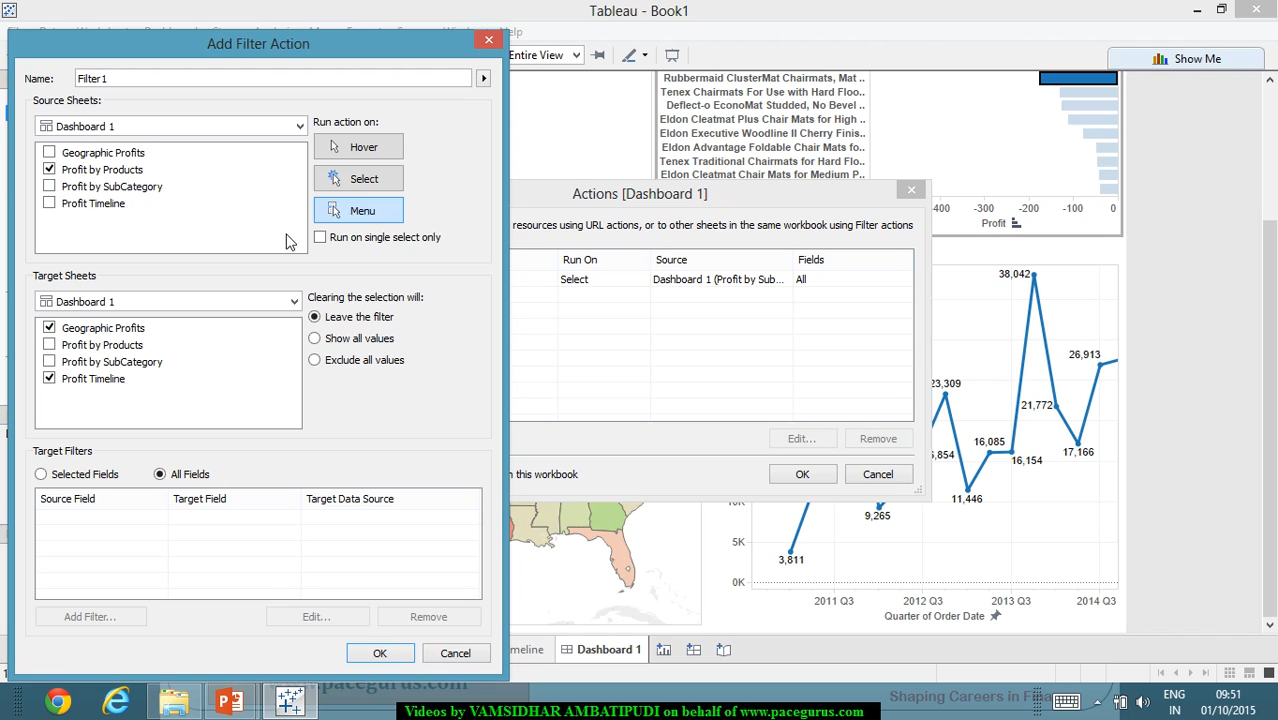 Tableau - Book1
Add Filter Action
Entire View
Show Me
Name:
Filter1
Source Sheets:
Dashboard 1
Run action on:
Geographic Profits
Profit by Products
Profit by SubCategory
Profit Timeline
Hover
Select
Menu
Run on single select only
Target Sheets
Dashboard 1
Clearing the selection will:
Geographic Profits
Profit by Products
Profit by SubCategory
Profit Timeline
Leave the filter
Show all values
Exclude all values
Target Filters
Selected Fields
All Fields
Source Field
Target Field
Target Data Source
Add Filter...
Edit...
Remove
OK
Cancel
Rubbermaid ClusterMat Chairmats, Mat ..
Tenex Chairmats For Use with Hard Floo..
Deflect-o EconoMat Studded, No Bevel ..
Eldon Cleatmat Plus Chair Mats for High ..
Eldon Executive Woodline II Cherry Finis..
Eldon Advantage Foldable Chair Mats fo..
Tenex Traditional Chairmats for Hard Flo..
Eldon Cleatmat Chair Mats for Medium P..
400 -300 -200 -100 0
Profit
Actions [Dashboard 1]
resources using URL actions, or to other sheets in the same workbook using Filter actions
Run On
Source
Fields
Select
Dashboard 1 (Profit by Sub...
All
Edit...
Remove
n this workbook
OK
Cancel
38,042
26,913
23,309
21,772
16,085
17,166
6,854
16,154
11,446
9,265
3,811
5K
0K
2011 Q3
2012 Q3
2013 Q3
2014 Q3
Quarter of Order Date
meline
Dashboard 1
www.pacegurus.com
Shaping Careers in Fina
ENG
IN
09:51
01/10/2015
Videos by VAMSIDHAR AMBATIPUDI on behalf of www.pacegurus.com